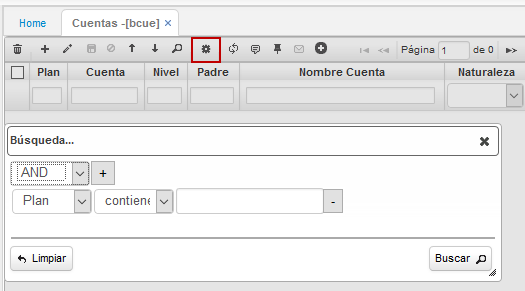 Home
Cuentas -[bcue] ×
Página 1 de 0
Plan Cuenta Nivel Padre Nombre Cuenta Naturaleza
Búsqueda...
AND +
Plan contiene -
Limpiar Buscar